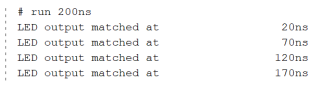 # run 200ns
LED output matched at 20ns
LED output matched at 70ns
LED output matched at 120ns
LED output matched at 170ns